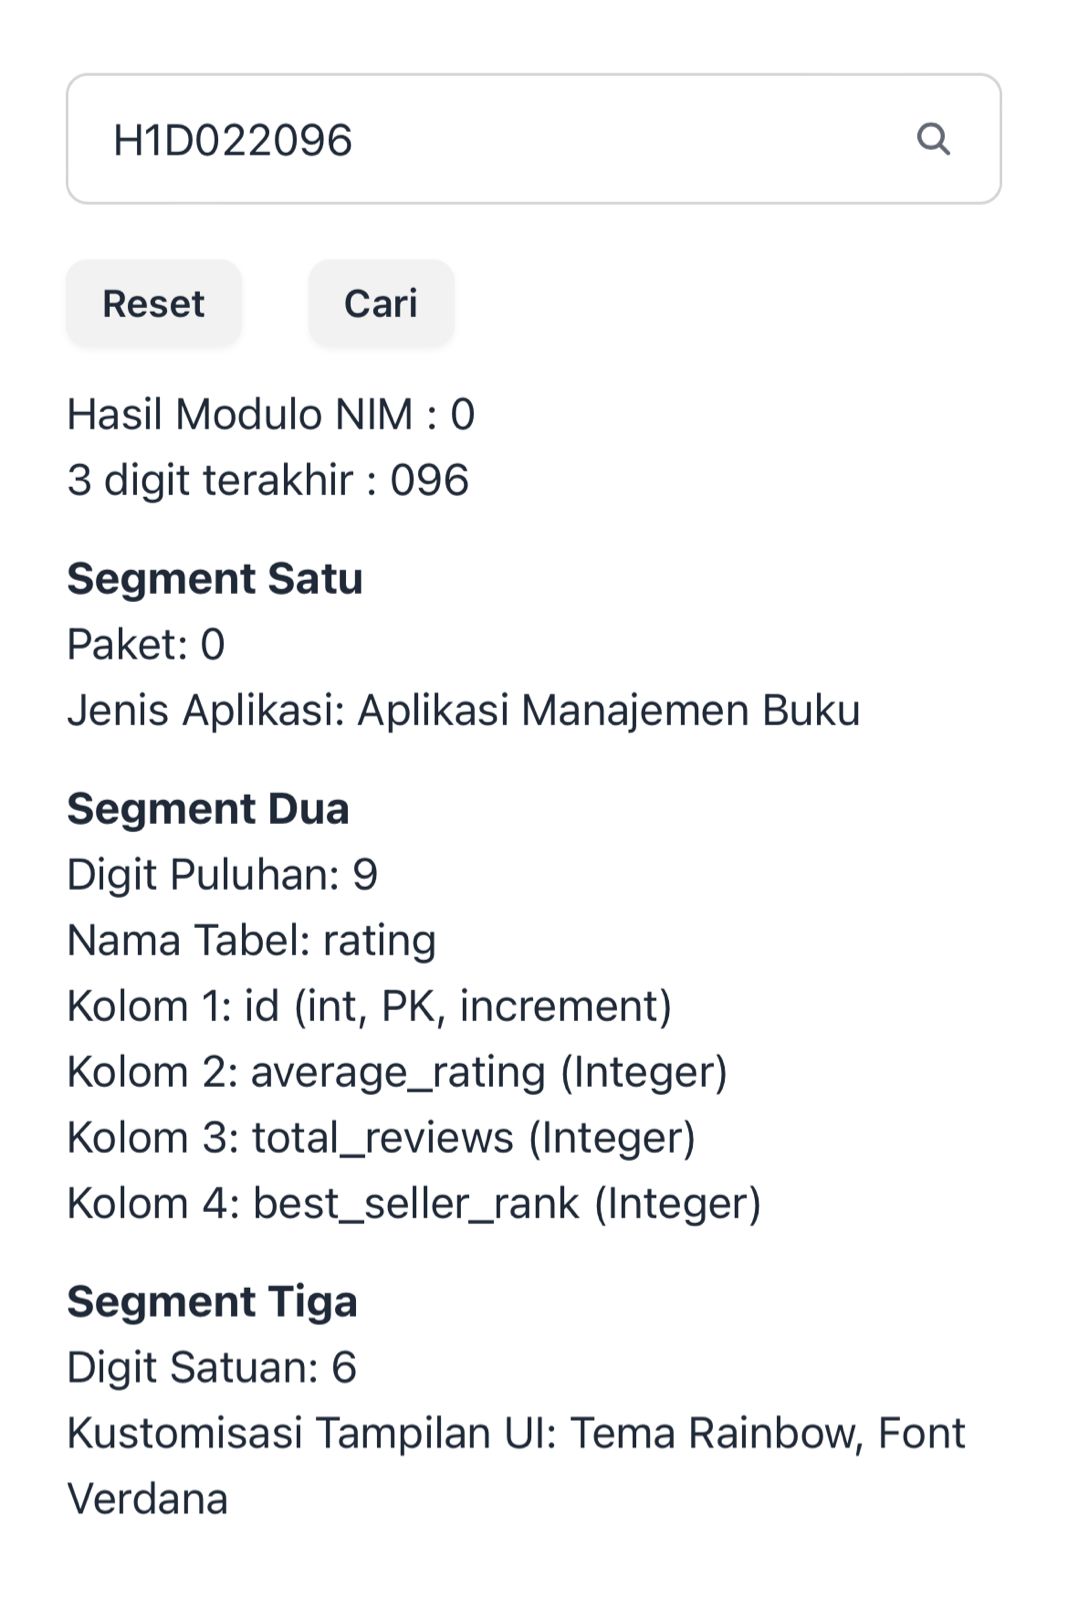 H1D022096
Reset
Cari
Hasil Modulo NIM : 0
3 digit terakhir : 096
Segment Satu
Paket: 0
Jenis Aplikasi: Aplikasi Manajemen Buku
Segment Dua
Digit Puluhan: 9
Nama Tabel: rating
Kolom 1: id (int, PK, increment)
Kolom 2: average_rating (Integer)
Kolom 3: total_reviews (Integer)
Kolom 4: best_seller_rank (Integer)
Segment Tiga
Digit Satuan: 6
Kustomisasi Tampilan UI: Tema Rainbow, Font
Verdana